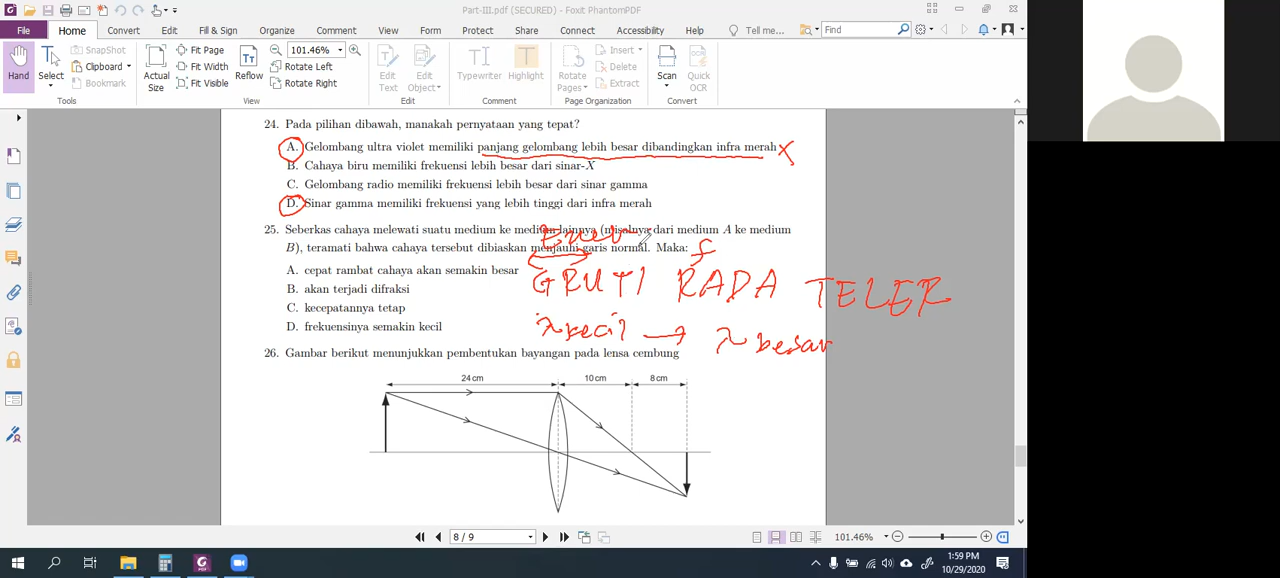 Part-III.pdf (SECURED) - Foxit PhantomPDF
File Home Convert Edit Organize Comment View Form Protect Share Connect Accessibility Help Tell me... Find
Fill & Sign
Hand Select SnapShot Clipboard Bookmark Actual Size Fit Page Fit Width Fit Visible Reflow 101.46% Rotate Left Rotate Right Edit Text Edit Object Typewriter Highlight Rotate Pages Insert Delete Extract Scan Quick OCR
Tools View Edit Comment Page Organization Convert
24. Pada pilihan dibawah, manakah pernyataan yang tepat?
A. Gelombang ultra violet memiliki panjang gelombang lebih besar dibandingkan infra merah X
B. Cahaya biru memiliki frekuensi lebih besar dari sinar-X
C. Gelombang radio memiliki frekuensi lebih besar dari sinar gamma
D. Sinar gamma memiliki frekuensi yang lebih tinggi dari infra merah
25. Seberkas cahaya melewati suatu medium ke medium lainnya (misalnya dari medium A ke medium
B), teramati bahwa cahaya tersebut dibiaskan menjauhi garis normal. Maka:
f
A. cepat rambat cahaya akan semakin besar
GRUTI RADA TELER
B. akan terjadi difraksi
C. kecepatannya tetap
D. frekuensinya semakin kecil
λ kecil → λ besar
26. Gambar berikut menunjukkan pembentukan bayangan pada lensa cembung
24 cm 10 cm 8 cm
8 / 9 101.46%
1:59 PM
10/29/2020